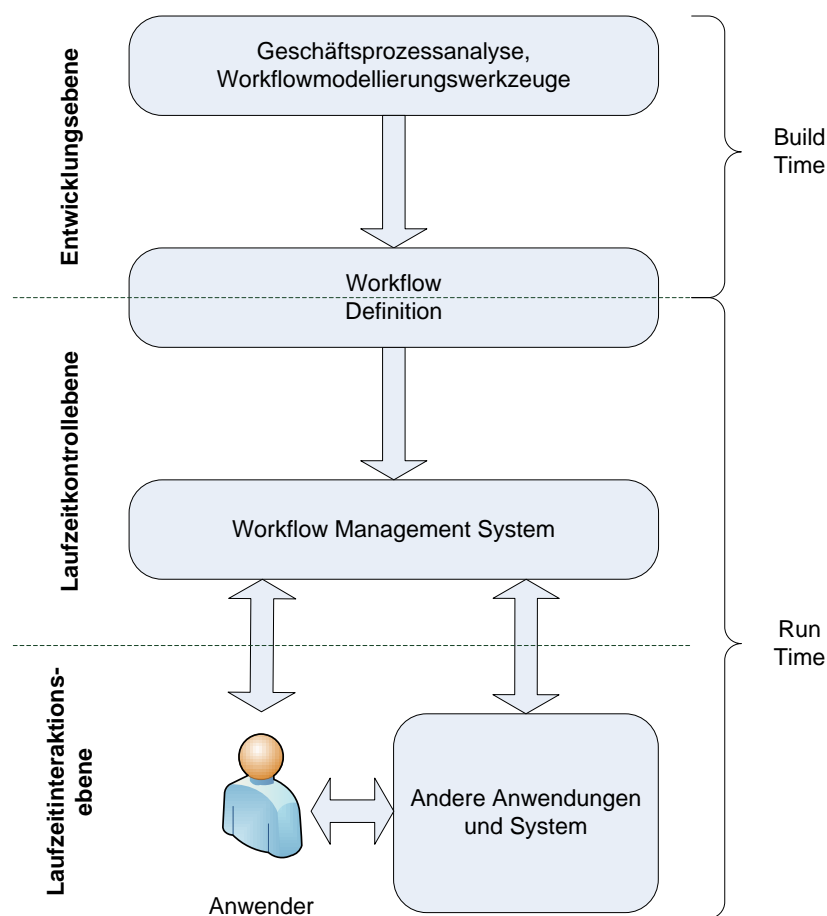 Geschäftsprozessanalyse,
Workflowmodellierungswerkzeuge
Entwicklungsebene
Build
Time
Workflow
Definition
Laufzeitkontrollebene
Workflow Management System
Run
Time
Laufzeitinteraktions-
ebene
Andere Anwendungen
und System
Anwender